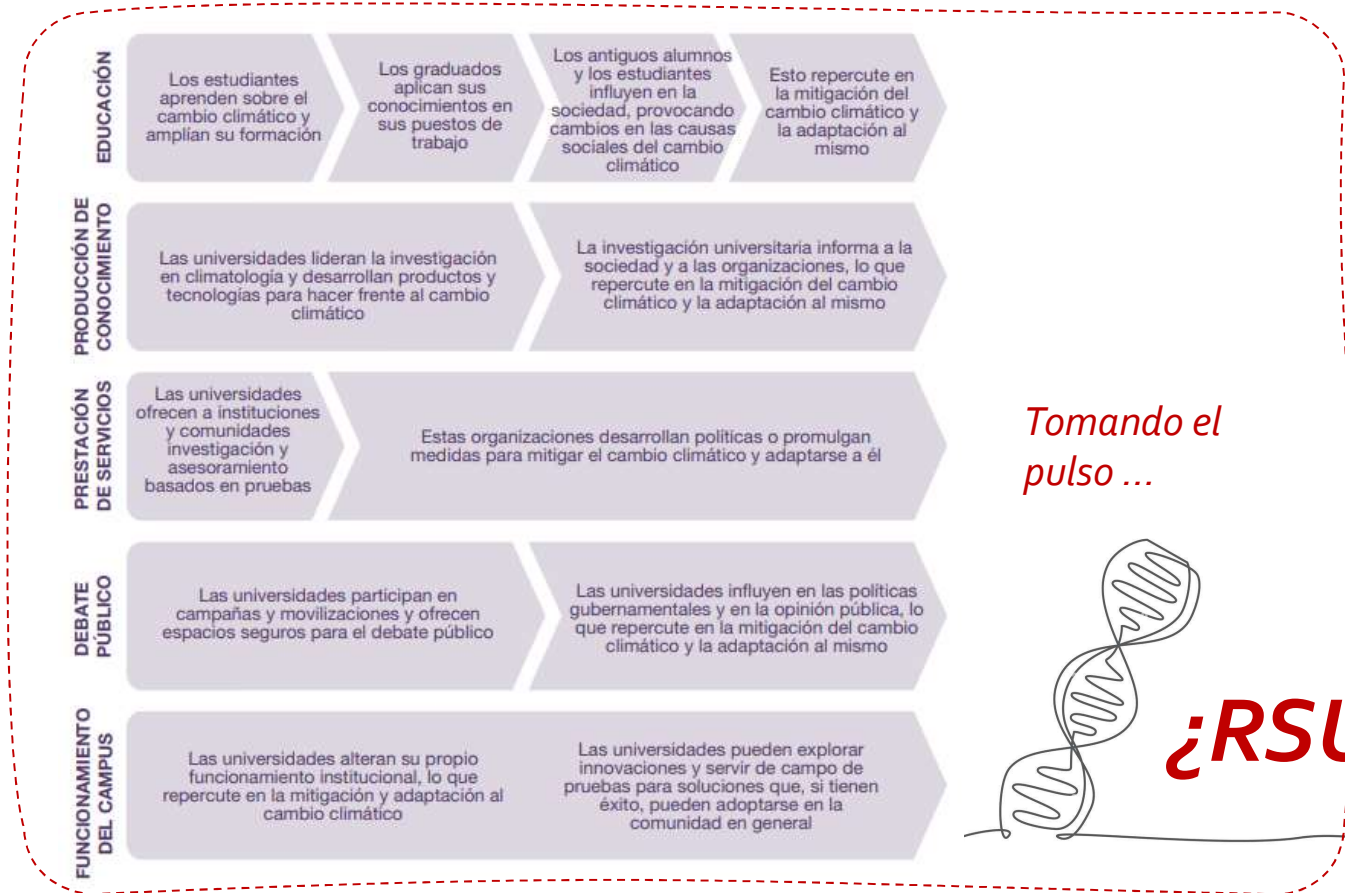 EDUCACIÓN
Los estudiantes
aprenden sobre el
cambio climático y
amplían su formación
Los graduados
aplican sus
conocimientos en
sus puestos de
trabajo
Los antiguos alumnos
y los estudiantes
influyen en la
sociedad, provocando
cambios en las causas
sociales del cambio
climático
Esto repercute en
la mitigación del
cambio climático y
la adaptación al
mismo
PRODUCCIÓN DE
CONOCIMIENTO
Las universidades lideran la investigación
en climatología y desarrollan productos y
tecnologías para hacer frente al cambio
climático
La investigación universitaria informa a la
sociedad y a las organizaciones, lo que
repercute en la mitigación del cambio
climático y la adaptación al mismo
PRESTACIÓN
DE SERVICIOS
Las universidades
ofrecen a instituciones
y comunidades
investigación y
asesoramiento
basados en pruebas
Estas organizaciones desarrollan políticas o promulgan
medidas para mitigar el cambio climático y adaptarse a él
DEBATE
PÚBLICO
Las universidades participan en
campañas y movilizaciones y ofrecen
espacios seguros para el debate público
Las universidades influyen en las políticas
gubernamentales y en la opinión pública, lo
que repercute en la mitigación del cambio
climático y la adaptación al mismo
FUNCIONAMIENTO
DEL CAMPUS
Las universidades alteran su propio
funcionamiento institucional, lo que
repercute en la mitigación y adaptación al
cambio climático
Las universidades pueden explorar
innovaciones y servir de campo de
pruebas para soluciones que, si tienen
éxito, pueden adoptarse en la
comunidad en general
Tomando el
pulso ...
¿RSU